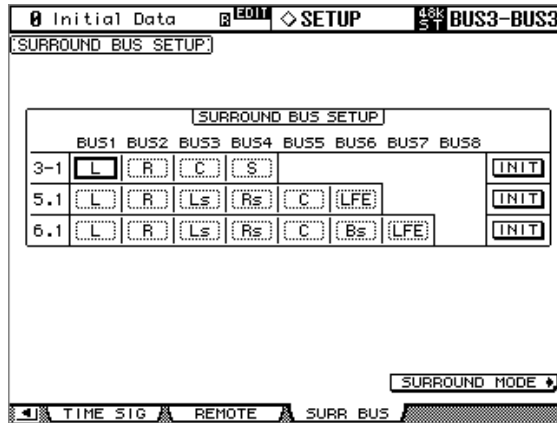 0 Initial Data R EDIT ◇SETUP 48K ST BUS3-BUS3
SURROUND BUS SETUP
SURROUND BUS SETUP
BUS1 BUS2 BUS3 BUS4 BUS5 BUS6 BUS7 BUS8
3-1 L R C S INIT
5.1 L R Ls Rs C LFE INIT
6.1 L R Ls Rs C Bs LFE INIT
SURROUND MODE
TIME SIG REMOTE SURR BUS